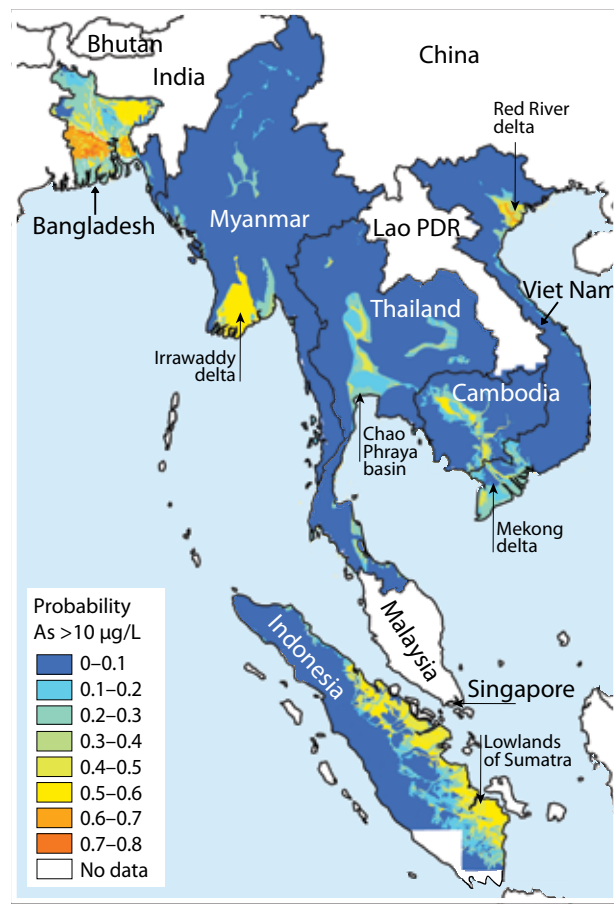 Bhutan
China
India
Red River
delta
Bangladesh
Myanmar
Lao PDR
Viet Nam
Thailand
Irrawaddy
delta
Cambodia
Chao
Phraya
basin
Mekong
delta
Probability
As >10 µg/L
0–0.1
0.1–0.2
0.2–0.3
0.3–0.4
0.4–0.5
0.5–0.6
0.6–0.7
0.7–0.8
No data
Indonesia
Malaysia
Singapore
Lowlands
of Sumatra